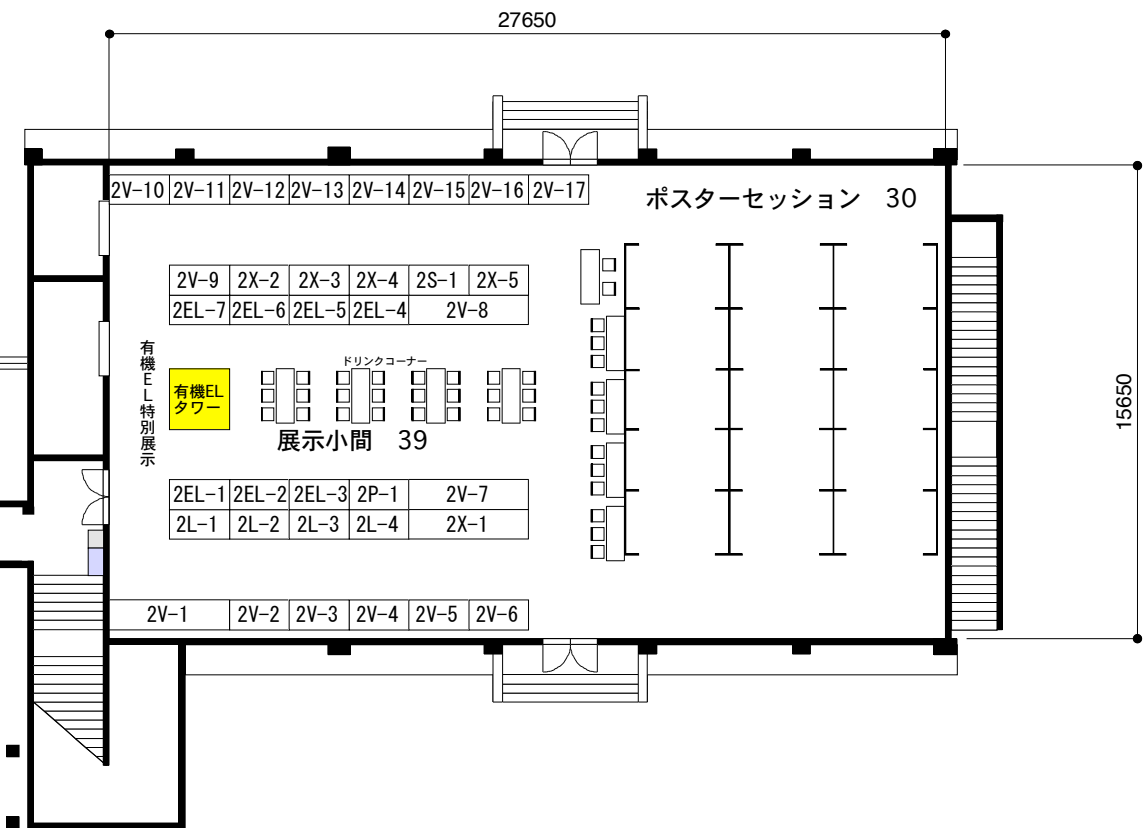 27650
2V-10 2V-11 2V-12 2V-13 2V-14 2V-15 2V-16 2V-17
ポスターセッション 30
2V-9 2X-2 2X-3 2X-4 2S-1 2X-5
2EL-7 2EL-6 2EL-5 2EL-4 2V-8
有機EL特別展示
有機EL
タワー
ドリンクコーナー
展示小間 39
15650
2EL-1 2EL-2 2EL-3 2P-1 2V-7
2L-1 2L-2 2L-3 2L-4 2X-1
2V-1 2V-2 2V-3 2V-4 2V-5 2V-6